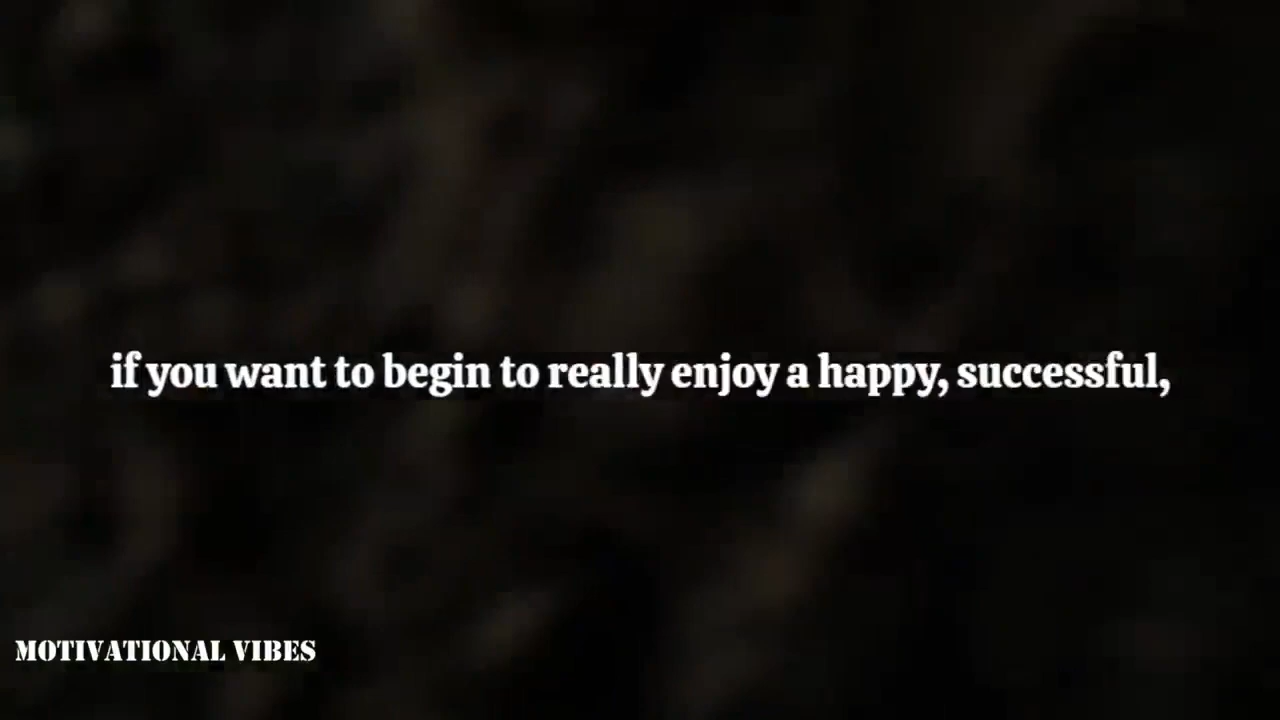 if you want to begin to really enjoy a happy, successful,
MOTIVATIONAL VIBES